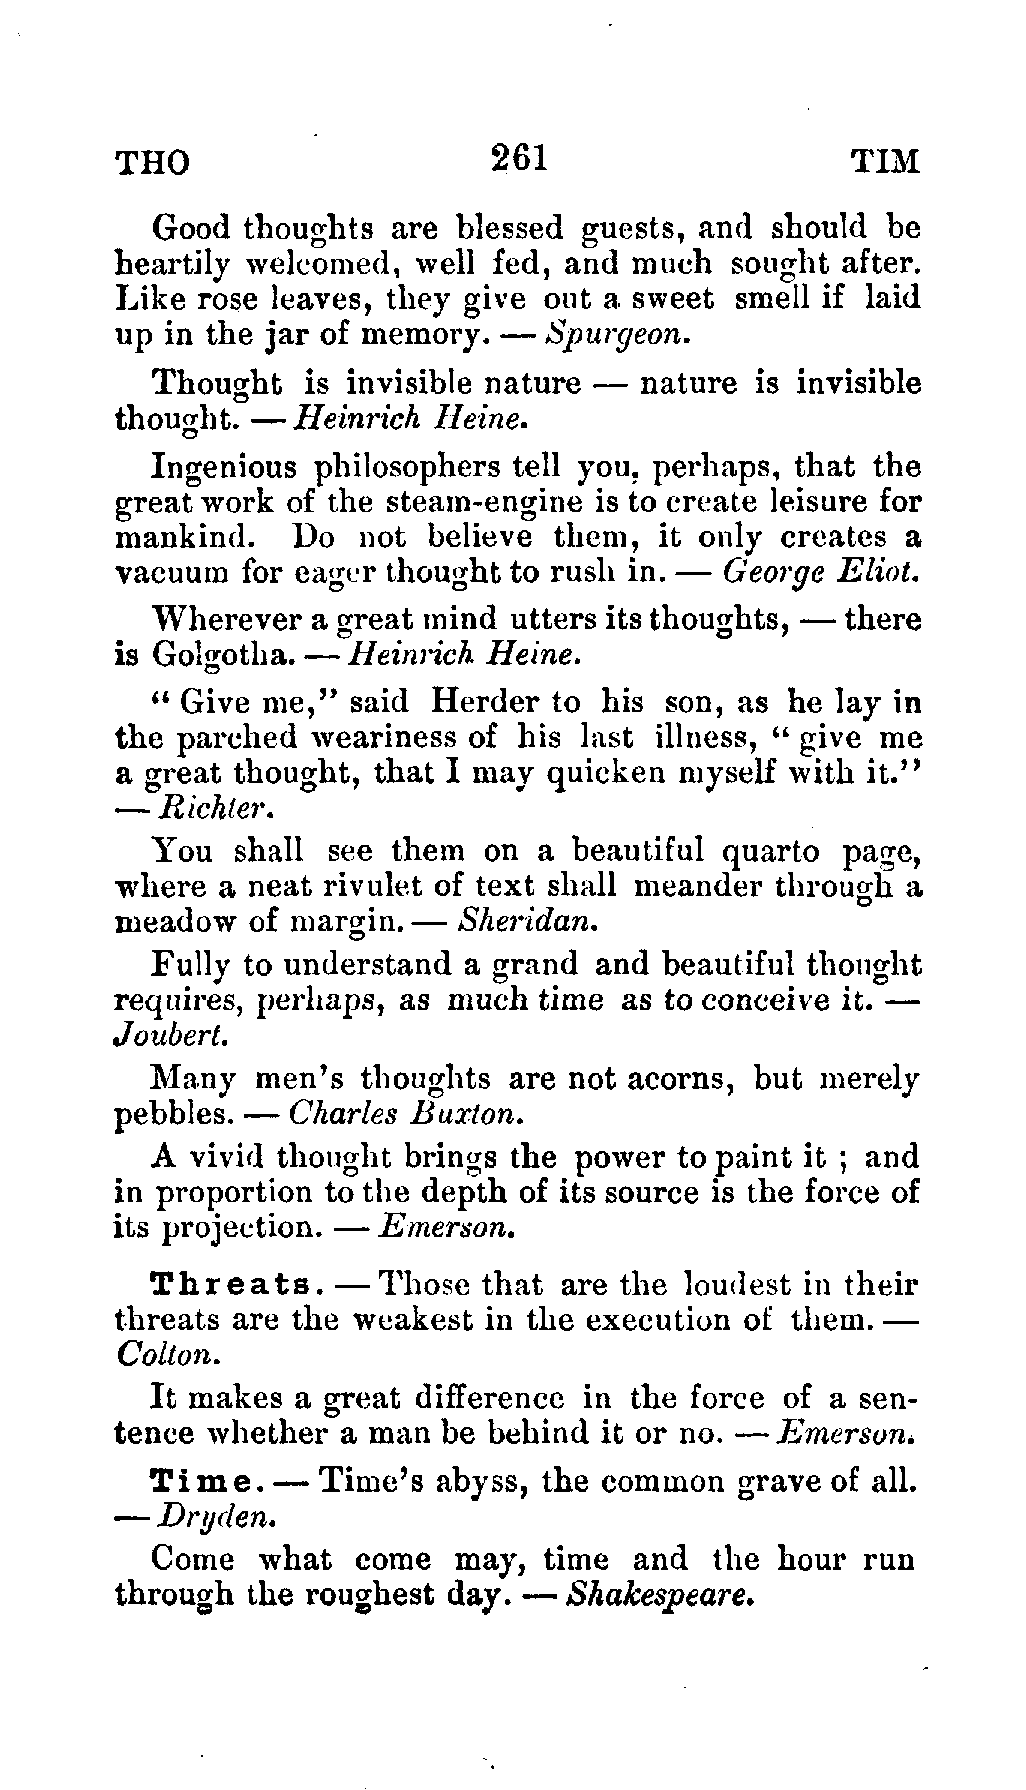 THO 261 TIM
Good thoughts are blessed guests, and should be
heartily welcomed, well fed, and much sought after.
Like rose leaves, they give out a sweet smell if laid
up in the jar of memory. — Spurgeon.
Thought is invisible nature — nature is invisible
thought. — Heinrich Heine.
Ingenious philosophers tell you, perhaps, that the
great work of the steam-engine is to create leisure for
mankind. Do not believe them, it only creates a
vacuum for eager thought to rush in. — George Eliot.
Wherever a great mind utters its thoughts, — there
is Golgotha. — Heinrich Heine.
“ Give me,” said Herder to his son, as he lay in
the parched weariness of his last illness, “ give me
a great thought, that I may quicken myself with it.”
— Richter.
You shall see them on a beautiful quarto page,
where a neat rivulet of text shall meander through a
meadow of margin. — Sheridan.
Fully to understand a grand and beautiful thought
requires, perhaps, as much time as to conceive it. —
Joubert.
Many men’s thoughts are not acorns, but merely
pebbles. — Charles Buxton.
A vivid thought brings the power to paint it ; and
in proportion to the depth of its source is the force of
its projection. — Emerson.
Threats. — Those that are the loudest in their
threats are the weakest in the execution of them. —
Colton.
It makes a great difference in the force of a sen-
tence whether a man be behind it or no. — Emerson.
Time. — Time’s abyss, the common grave of all.
— Dryden.
Come what come may, time and the hour run
through the roughest day. — Shakespeare.